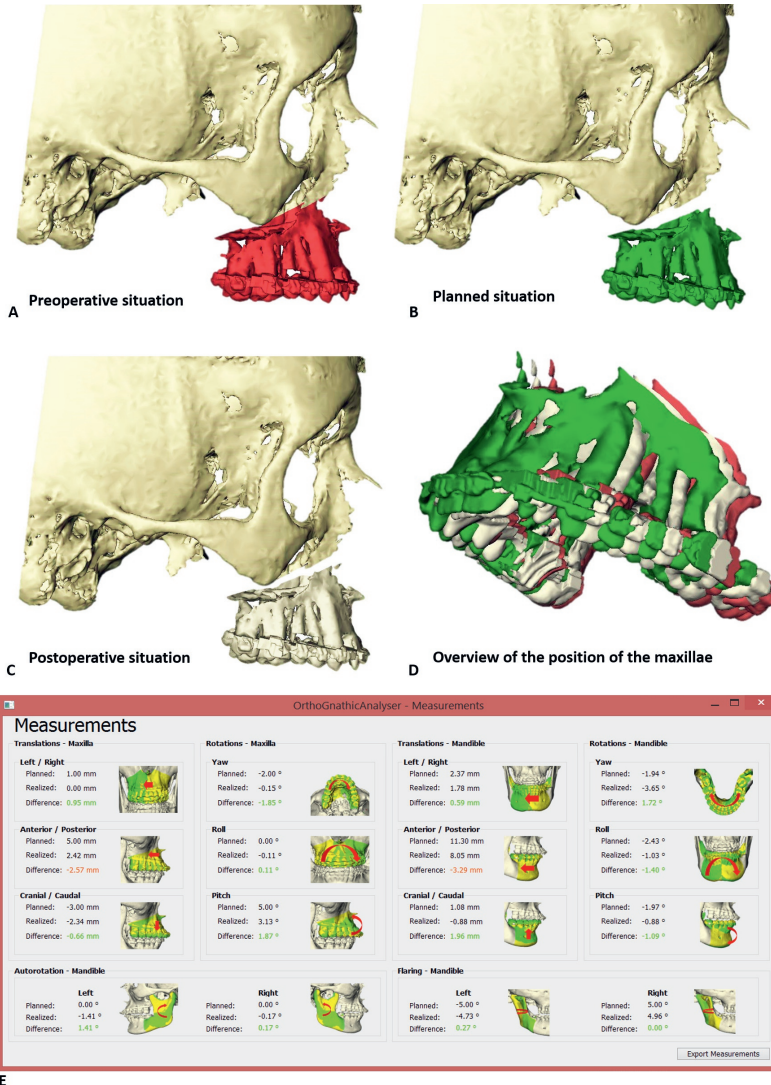 A Preoperative situation
B Planned situation
C Postoperative situation
D Overview of the position of the maxillae
OrthoGnathicAnalyser - Measurements
Measurements
Translations - Maxilla
Left / Right
Planned: 1.00 mm
Realized: 0.00 mm
Difference: 0.95 mm
Anterior / Posterior
Planned: 5.00 mm
Realized: 2.42 mm
Difference: -2.57 mm
Cranial / Caudal
Planned: -3.00 mm
Realized: -2.34 mm
Difference: -0.66 mm
Rotations - Maxilla
Yaw
Planned: -2.00 °
Realized: -0.15 °
Difference: -1.85 °
Roll
Planned: 0.00 °
Realized: -0.11 °
Difference: 0.11 °
Pitch
Planned: 5.00 °
Realized: 3.13 °
Difference: 1.87 °
Translations - Mandible
Left / Right
Planned: 2.37 mm
Realized: 1.78 mm
Difference: 0.59 mm
Anterior / Posterior
Planned: 11.30 mm
Realized: 8.05 mm
Difference: -3.29 mm
Cranial / Caudal
Planned: 1.08 mm
Realized: -0.88 mm
Difference: 1.96 mm
Rotations - Mandible
Yaw
Planned: -1.94 °
Realized: -3.65 °
Difference: 1.72 °
Roll
Planned: -2.43 °
Realized: -1.03 °
Difference: -1.40 °
Pitch
Planned: -1.97 °
Realized: -0.88 °
Difference: -1.09 °
Autorotation - Mandible
Left
Planned: 0.00 °
Realized: -1.41 °
Difference: 1.41 °
Right
Planned: 0.00 °
Realized: -0.17 °
Difference: 0.17 °
Flaring - Mandible
Left
Planned: -5.00 °
Realized: -4.73 °
Difference: 0.27 °
Right
Planned: 5.00 °
Realized: 4.96 °
Difference: 0.00 °
Export Measurements
E